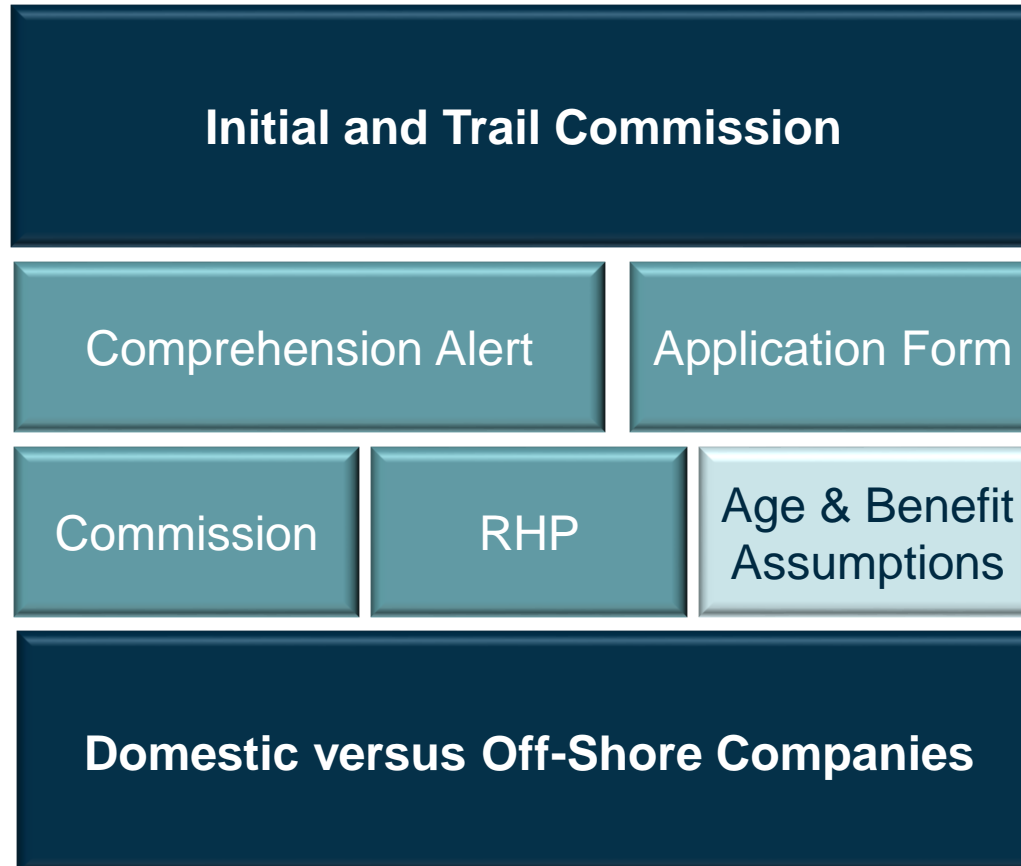 Initial and Trail Commission
Comprehension Alert
Application Form
Commission
RHP
Age & Benefit
Assumptions
Domestic versus Off-Shore Companies